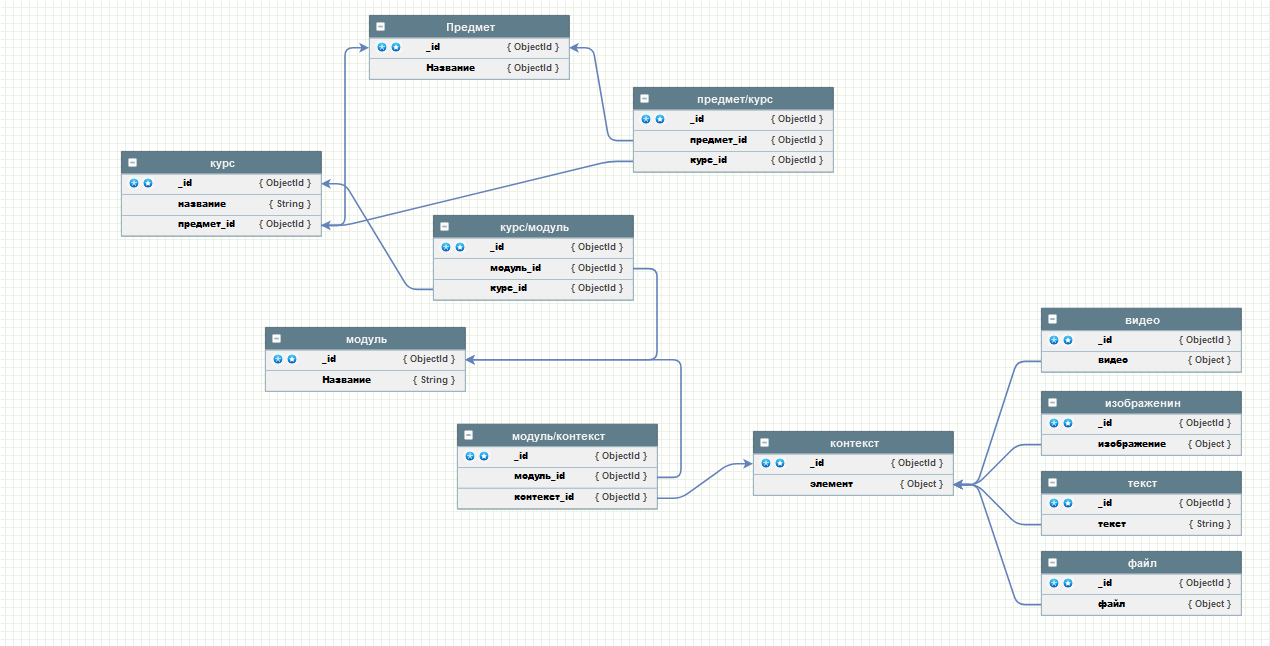 Предмет
_id { ObjectId }
Название { ObjectId }
предмет/курс
_id { ObjectId }
предмет_id { ObjectId }
курс_id { ObjectId }
курс
_id { ObjectId }
название { String }
предмет_id { ObjectId }
курс/модуль
_id { ObjectId }
модуль_id { ObjectId }
курс_id { ObjectId }
модуль
_id { ObjectId }
Название { String }
модуль/контекст
_id { ObjectId }
модуль_id { ObjectId }
контекст_id { ObjectId }
контекст
_id { ObjectId }
элемент { Object }
видео
_id { ObjectId }
видео { Object }
изображенин
_id { ObjectId }
изображение { Object }
текст
_id { ObjectId }
текст { String }
файл
_id { ObjectId }
файл { Object }